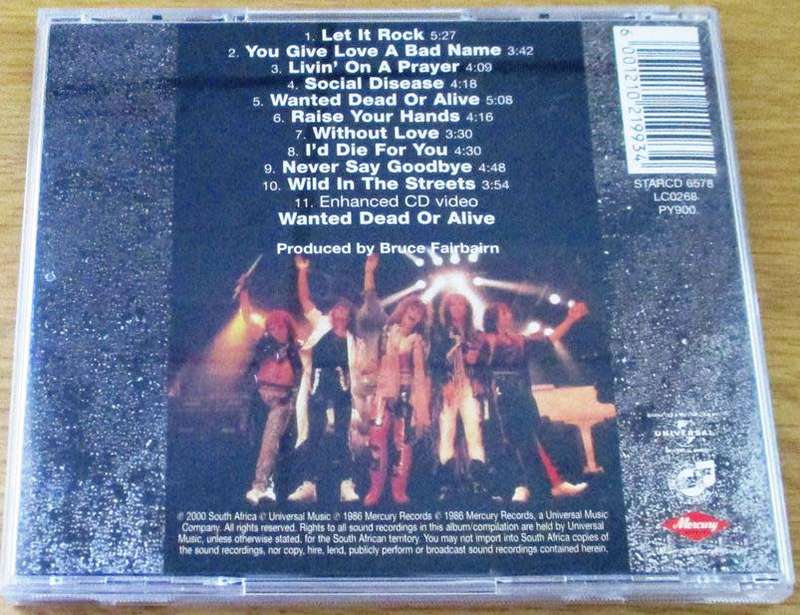 1. Let It Rock 5:27
2. You Give Love A Bad Name 3:42
3. Livin' On A Prayer 4:09
4. Social Disease 4:18
5. Wanted Dead Or Alive 5:08
6. Raise Your Hands 4:16
7. Without Love 3:30
8. I'd Die For You 4:30
9. Never Say Goodbye 4:48
10. Wild In The Streets 3:54
11. Enhanced CD video
Wanted Dead Or Alive
Produced by Bruce Fairbairn
6 001210 219934
STARCD 6578
LC0268
PY900
UNIVERSAL
Mercury
℗ 2000 South Africa © Universal Music ℗ 1986 Mercury Records © 1986 Mercury Records, a Universal Music
Company. All rights reserved. Rights to all sound recordings in this album/compilation are held by Universal
Music, unless otherwise stated, for the South African territory. You may not import into South Africa copies of
the sound recordings, nor copy, hire, lend, publicly perform or broadcast sound recordings contained herein.